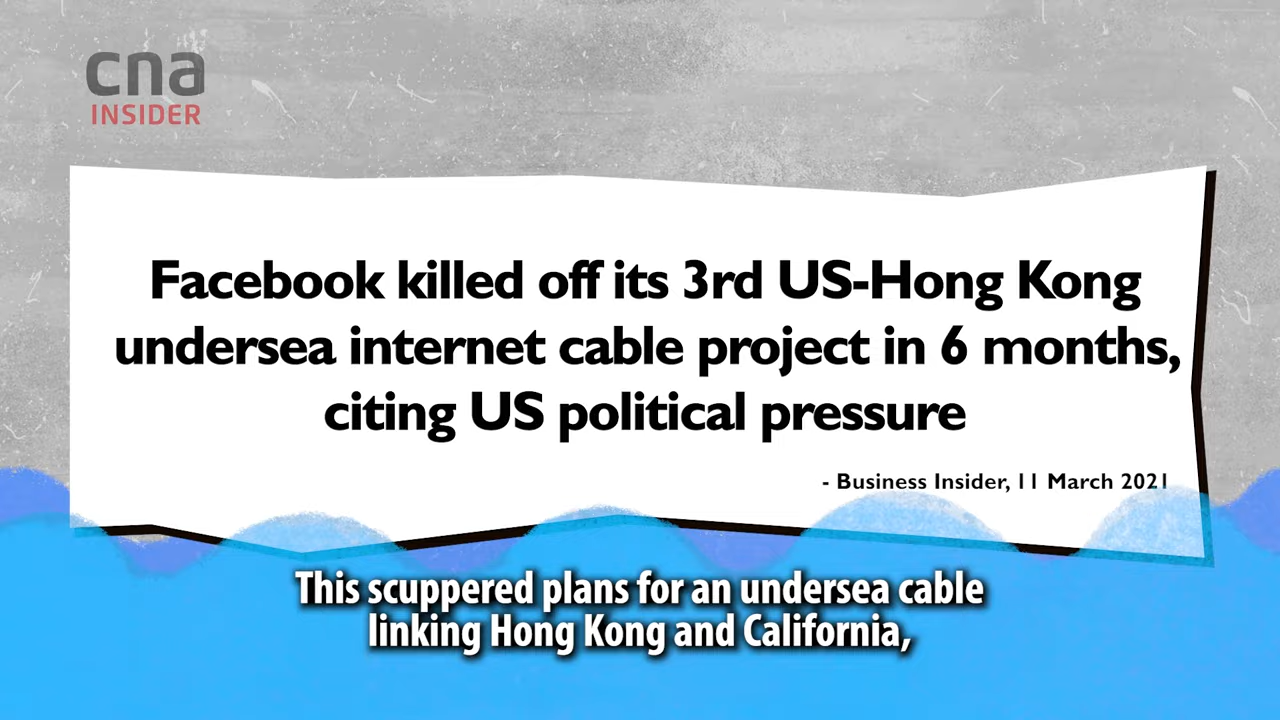 cna
INSIDER
Facebook killed off its 3rd US-Hong Kong
undersea internet cable project in 6 months,
citing US political pressure
- Business Insider, 11 March 2021
This scuppered plans for an undersea cable
linking Hong Kong and California,